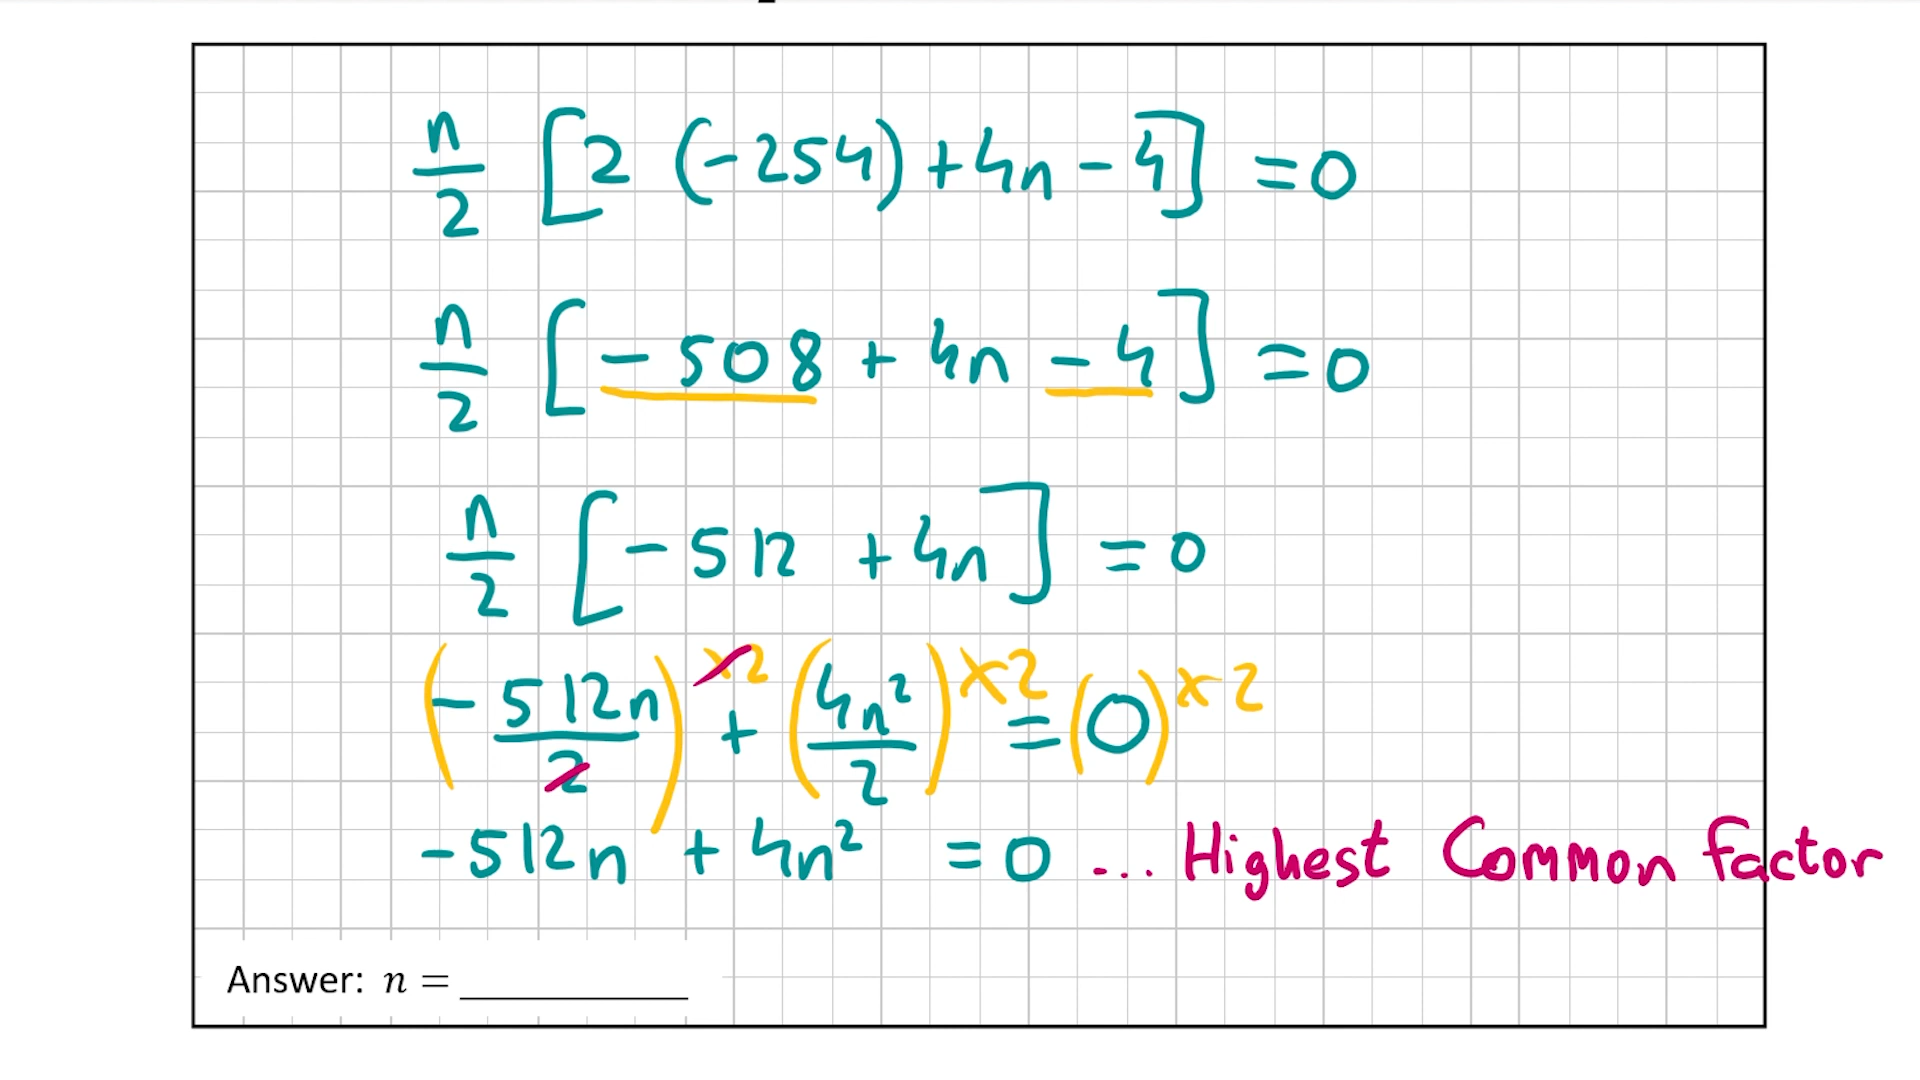 n/2 [2 (-254) + 4n - 4] = 0
n/2 [-508 + 4n - 4] = 0
n/2 [-512 + 4n] = 0
(-512n/2)×2 + (4n²/2)×2 = (0)×2
-512n + 4n² = 0 ... Highest Common factor
Answer: n = ________